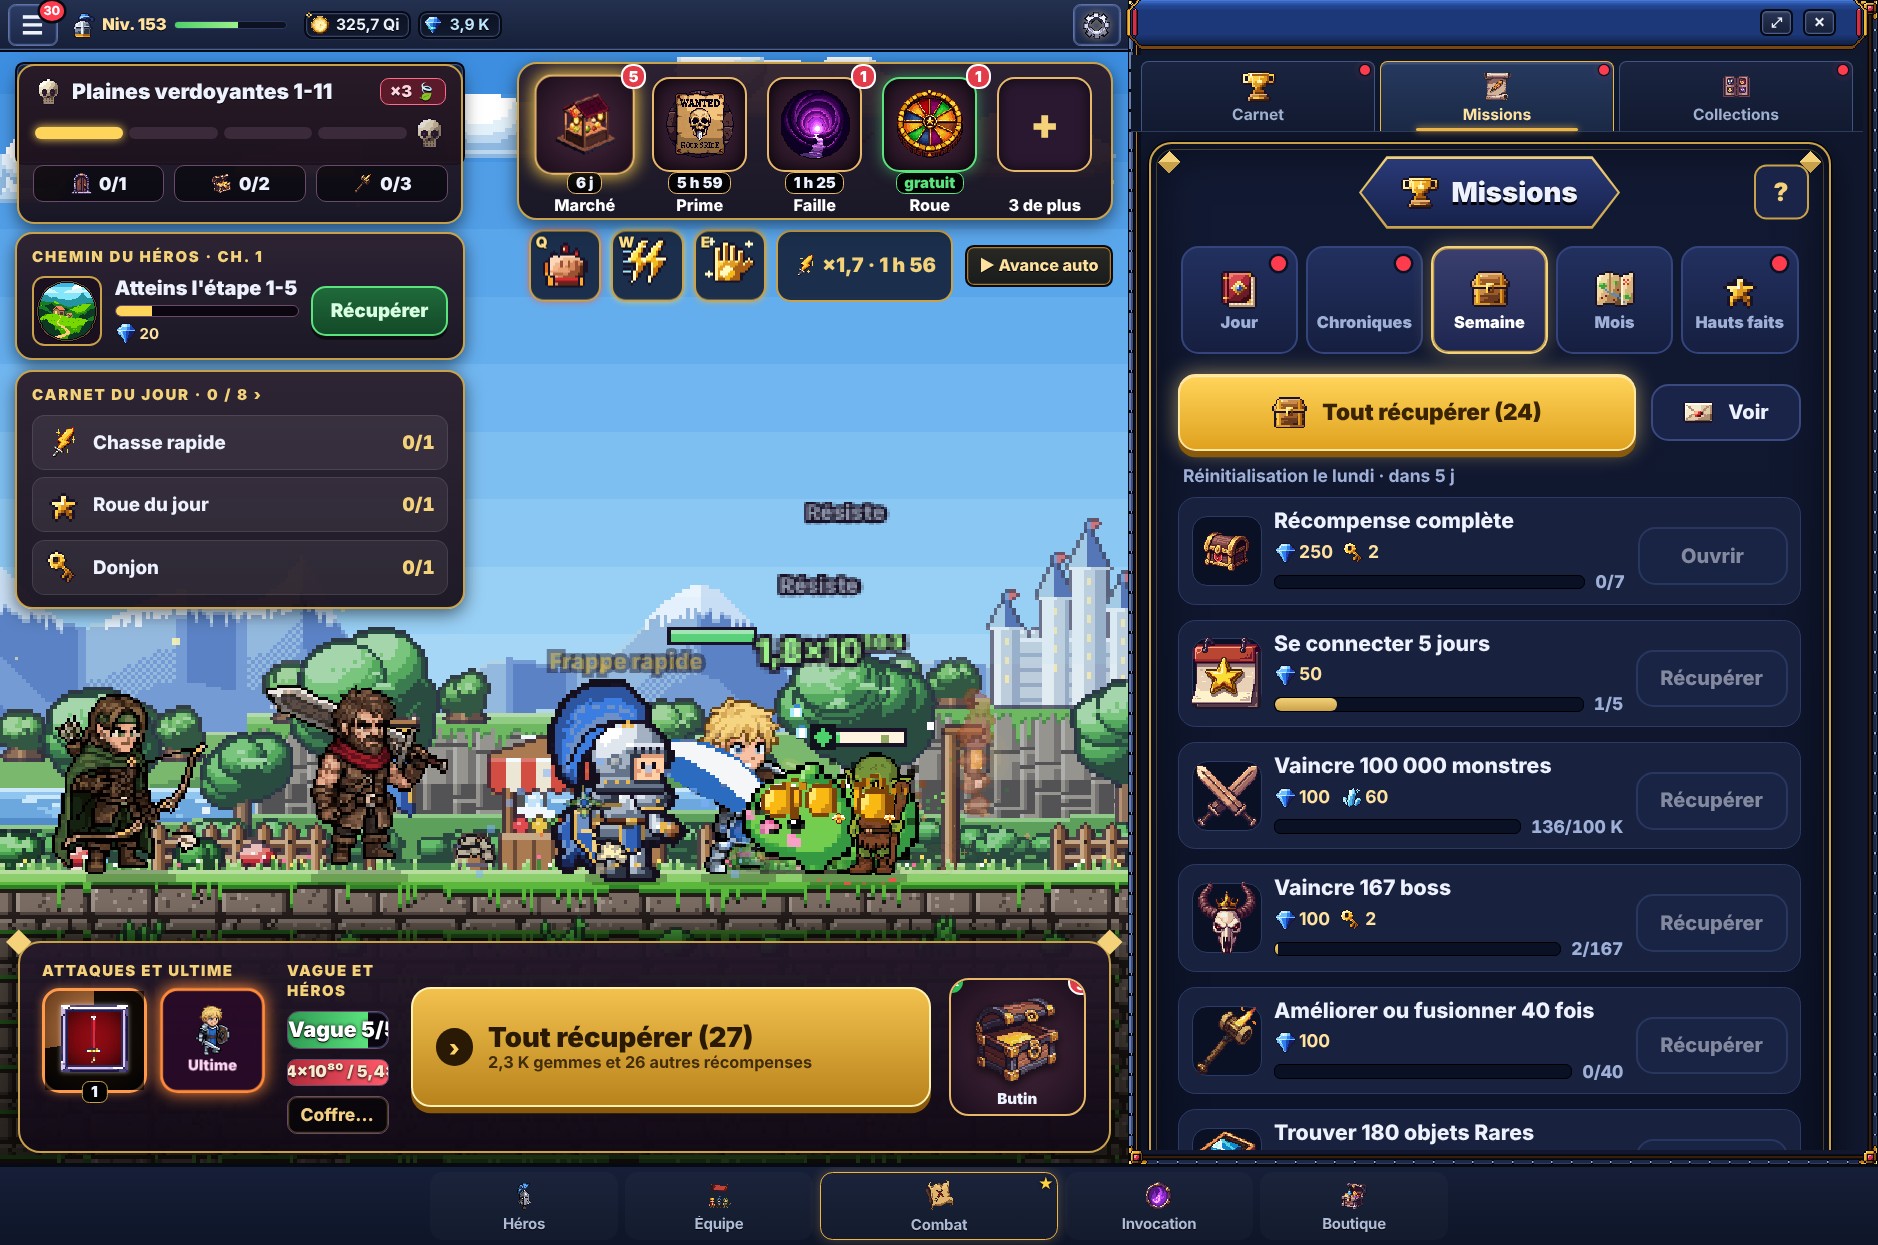 30
Niv. 153
325,7 Qi
3,9 K
Plaines verdoyantes 1-11
×3
0/1
0/2
0/3
CHEMIN DU HÉROS · CH. 1
Atteins l'étape 1-5
20
Récupérer
CARNET DU JOUR · 0 / 8 ›
Chasse rapide
0/1
Roue du jour
0/1
Donjon
0/1
5
6 j
Marché
WANTED
5 h 59
Prime
1
1 h 25
Faille
1
gratuit
Roue
+
3 de plus
Q
W
E
×1,7 · 1 h 56
▶ Avance auto
Résiste
Résiste
Frappe rapide
ATTAQUES ET ULTIME
1
Ultime
VAGUE ET
HÉROS
Vague 5/
4×10⁸⁰ / 5,4
Coffre...
› Tout récupérer (27)
2,3 K gemmes et 26 autres récompenses
Butin
Héros
Équipe
Combat
Invocation
Boutique
Carnet
Missions
Collections
Missions
?
Jour
Chroniques
Semaine
Mois
Hauts faits
Tout récupérer (24)
Voir
Réinitialisation le lundi · dans 5 j
Récompense complète
250
2
0/7
Ouvrir
Se connecter 5 jours
50
1/5
Récupérer
Vaincre 100 000 monstres
100
60
136/100 K
Récupérer
Vaincre 167 boss
100
2
2/167
Récupérer
Améliorer ou fusionner 40 fois
100
0/40
Récupérer
Trouver 180 objets Rares